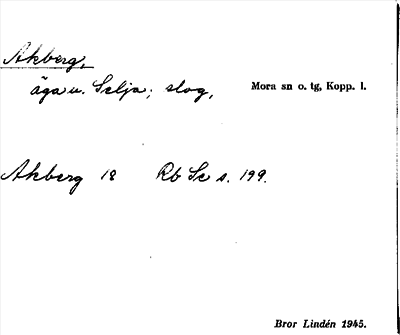 Akberg,
äga u. Selja; slog, Mora sn o. tg, Kopp. l.
Akberg 18 Rb Se s. 199.
Bror Lindén 1945.